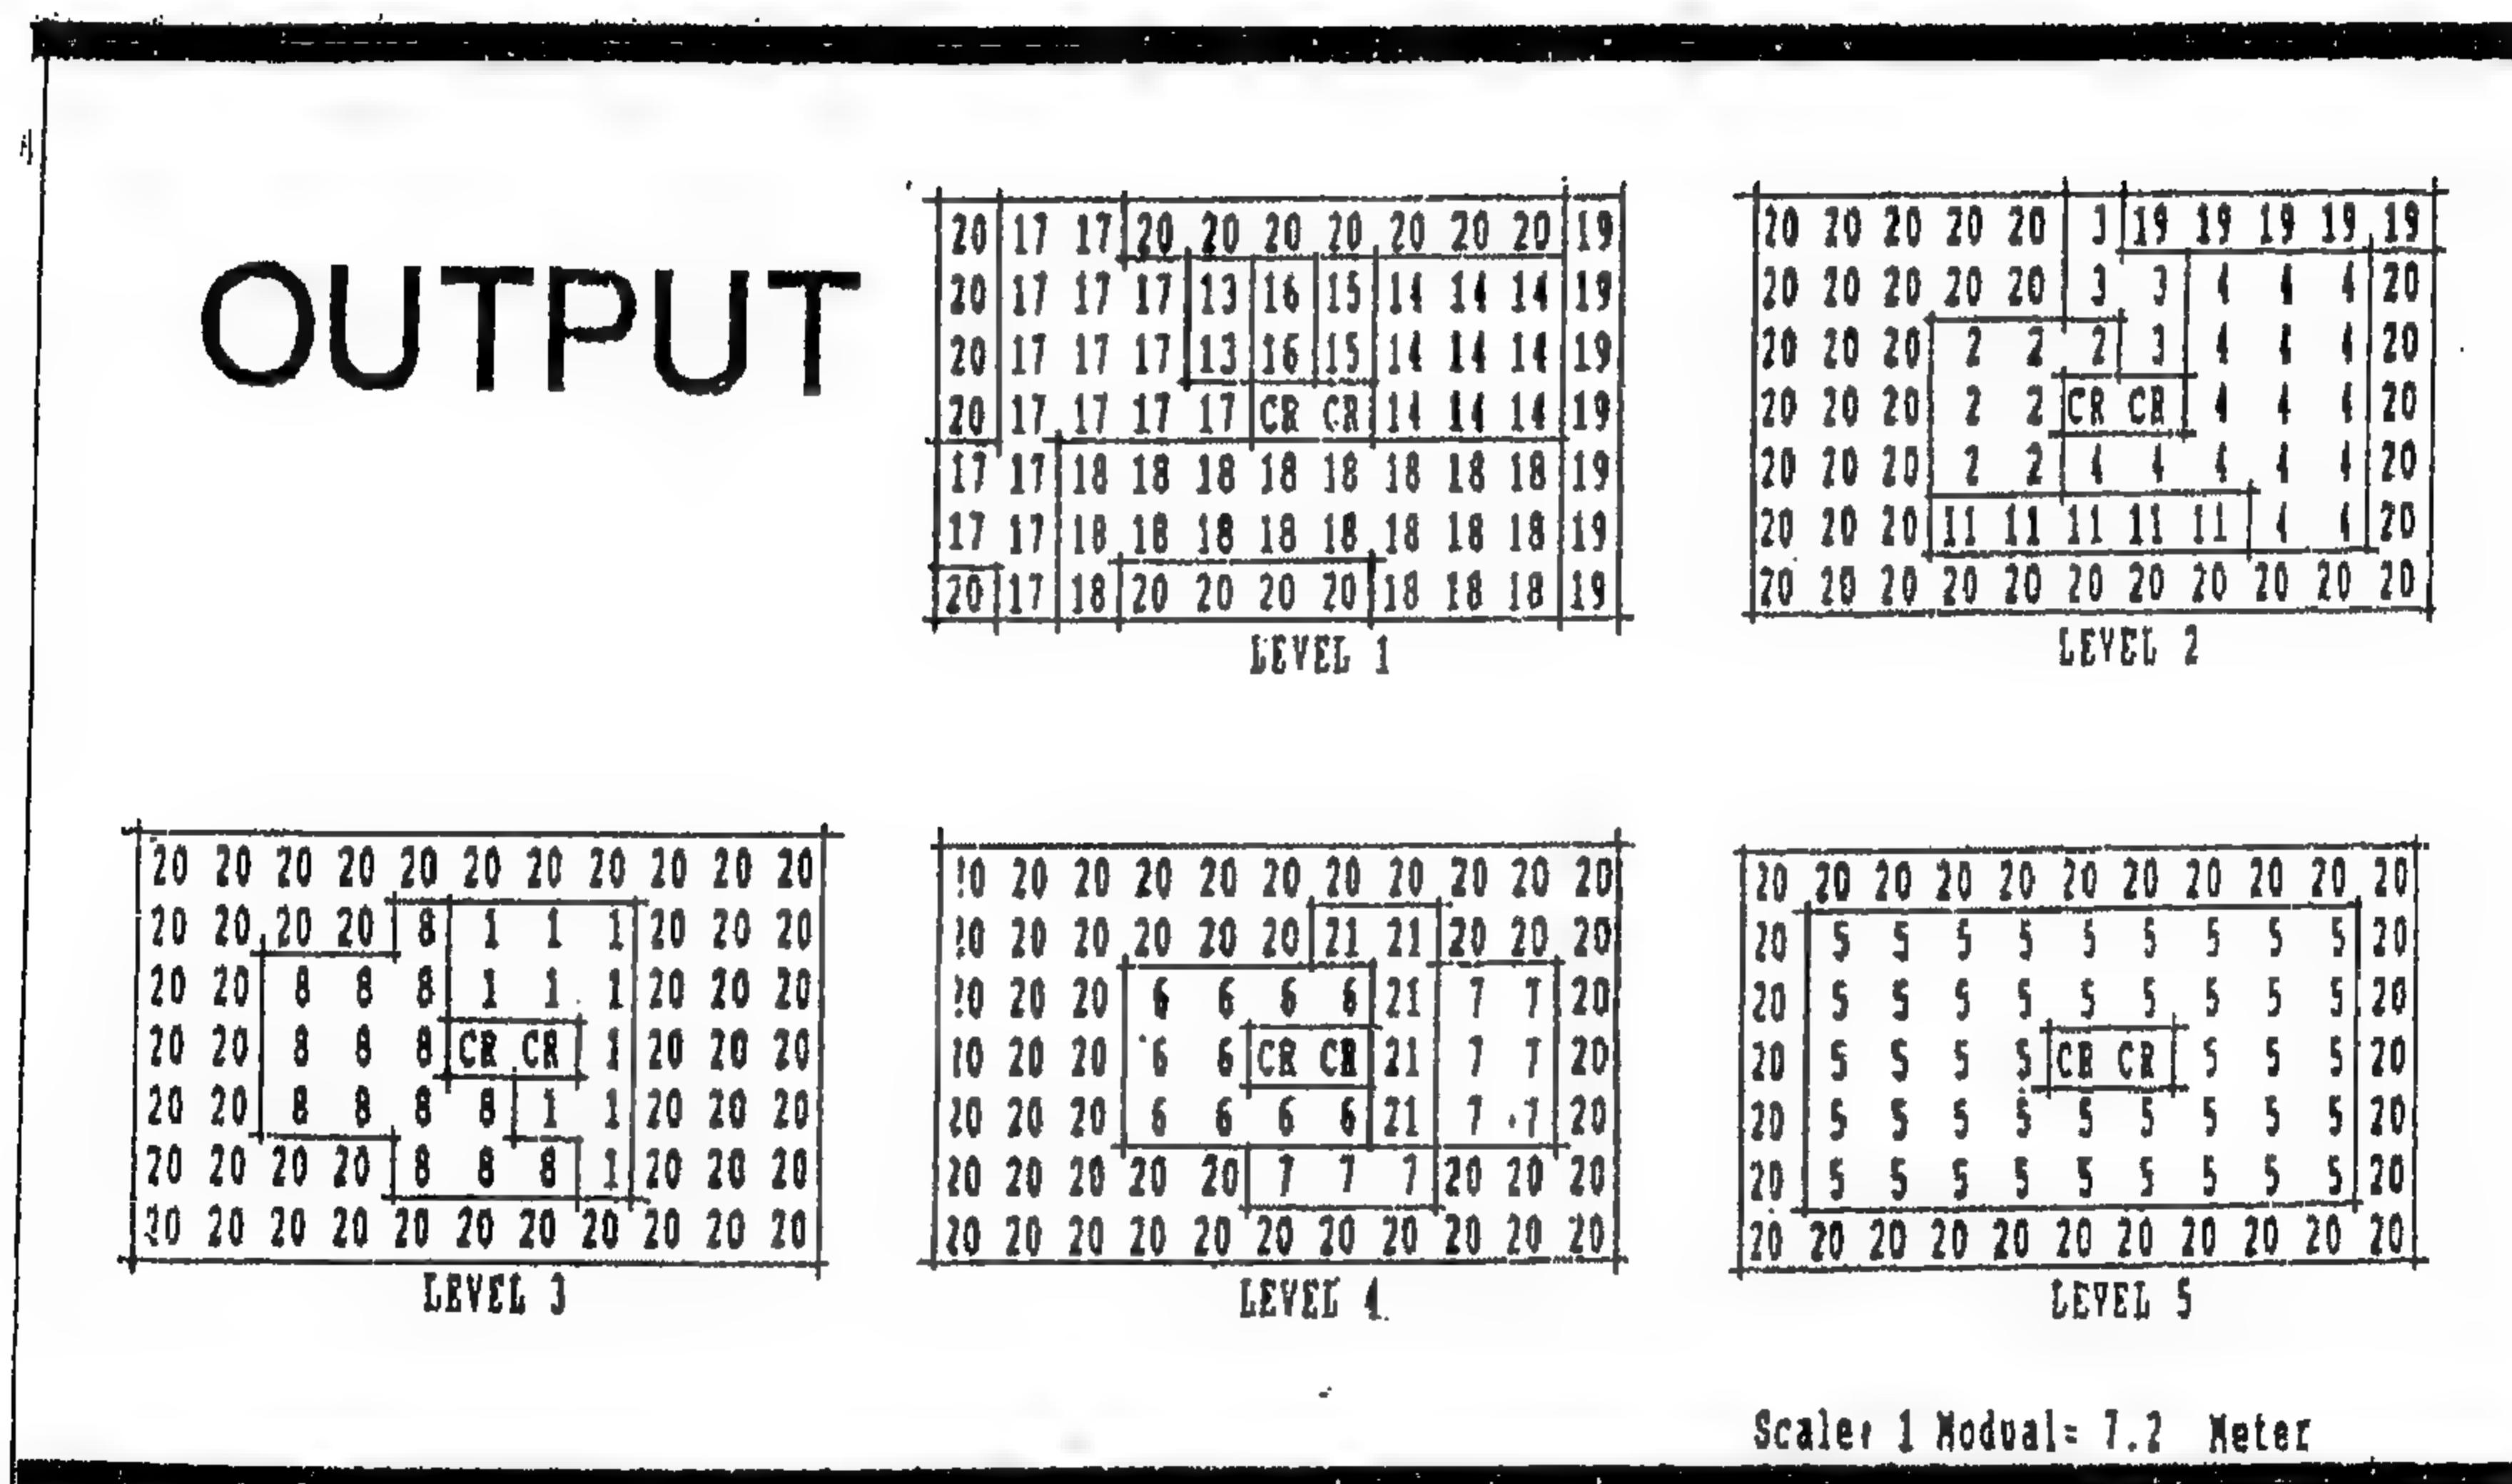 OUTPUT
20 17 17 20 20 20 20 20 20 20 19
20 17 17 17 13 16 15 14 14 14 19
20 17 17 17 13 16 15 14 14 14 19
20 17 17 17 17 CR CR 14 14 14 19
17 17 18 18 18 18 18 18 18 18 19
17 17 18 18 18 18 18 18 18 18 19
20 17 18 20 20 20 20 18 18 18 19
LEVEL 1
20 20 20 20 20 3 19 19 19 19 19
20 20 20 20 20 3 3 4 4 4 20
20 20 20 2 2 2 3 4 4 4 20
20 20 20 2 2 CR CR 4 4 4 20
20 20 20 2 2 4 4 4 4 4 20
20 20 20 11 11 11 11 11 4 4 20
20 20 20 20 20 20 20 20 20 20 20
LEVEL 2
20 20 20 20 20 20 20 20 20 20 20
20 20 20 20 8 1 1 1 20 20 20
20 20 8 8 8 1 1 1 20 20 20
20 20 8 8 8 CR CR 1 20 20 20
20 20 8 8 8 8 1 1 20 20 20
20 20 20 20 8 8 8 1 20 20 20
20 20 20 20 20 20 20 20 20 20 20
LEVEL 3
20 20 20 20 20 20 20 20 20 20 20
20 20 20 20 20 20 21 21 20 20 20
20 20 20 6 6 6 6 21 7 7 20
20 20 20 6 6 CR CR 21 7 7 20
20 20 20 6 6 6 6 21 7 7 20
20 20 20 20 20 7 7 7 20 20 20
20 20 20 20 20 20 20 20 20 20 20
LEVEL 4
20 20 20 20 20 20 20 20 20 20 20
20 5 5 5 5 5 5 5 5 5 20
20 5 5 5 5 5 5 5 5 5 20
20 5 5 5 5 CR CR 5 5 5 20
20 5 5 5 5 5 5 5 5 5 20
20 5 5 5 5 5 5 5 5 5 20
20 20 20 20 20 20 20 20 20 20 20
LEVEL 5
Scale: 1 Modual= 7.2 Meter